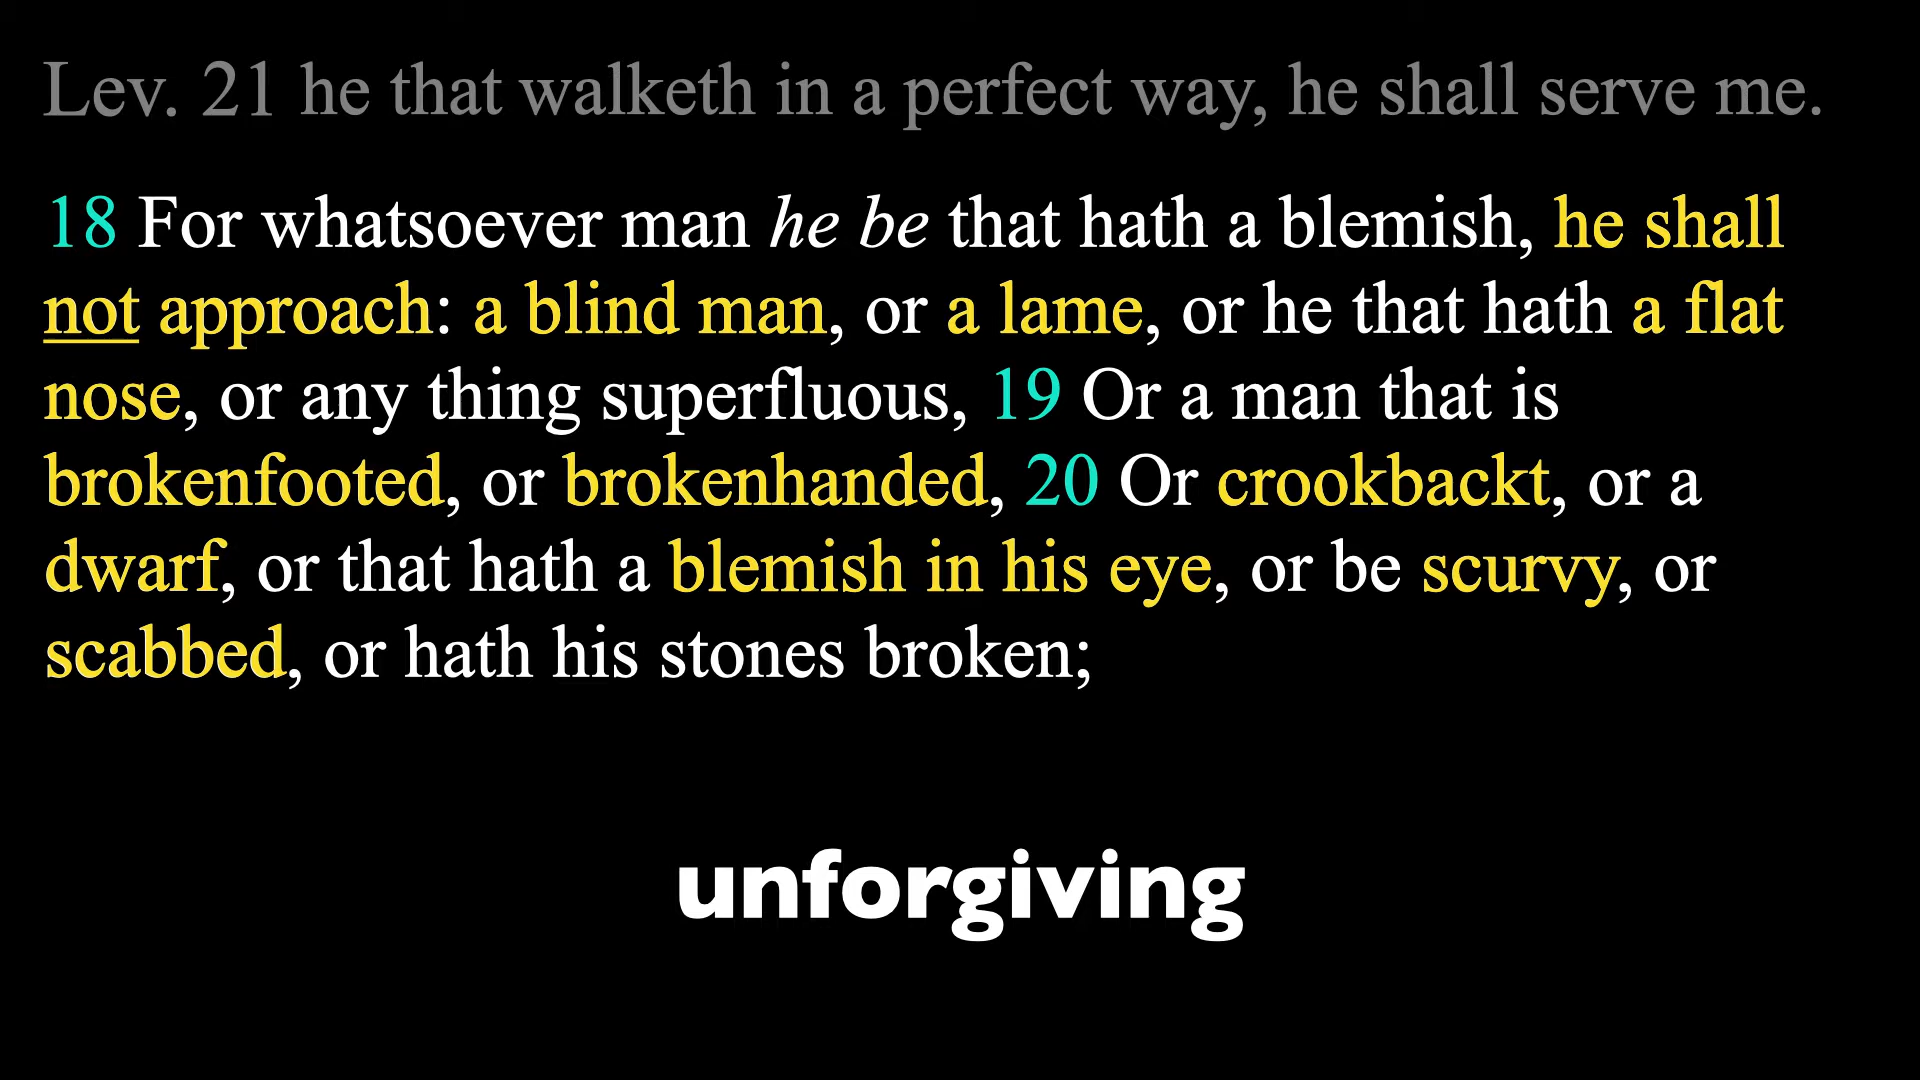 Lev. 21 he that walketh in a perfect way, he shall serve me.
18 For whatsoever man he be that hath a blemish, he shall
not approach: a blind man, or a lame, or he that hath a flat
nose, or any thing superfluous, 19 Or a man that is
brokenfooted, or brokenhanded, 20 Or crookbackt, or a
dwarf, or that hath a blemish in his eye, or be scurvy, or
scabbed, or hath his stones broken;
unforgiving